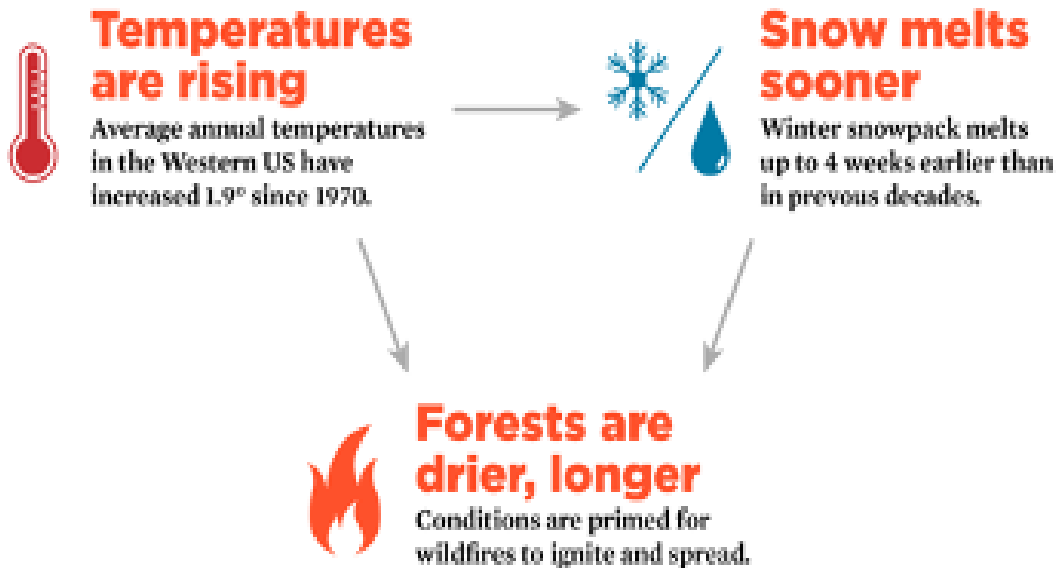 Temperatures
are rising
Average annual temperatures
in the Western US have
increased 1.9° since 1970.
Snow melts
sooner
Winter snowpack melts
up to 4 weeks earlier than
in prevous decades.
Forests are
drier, longer
Conditions are primed for
wildfires to ignite and spread.